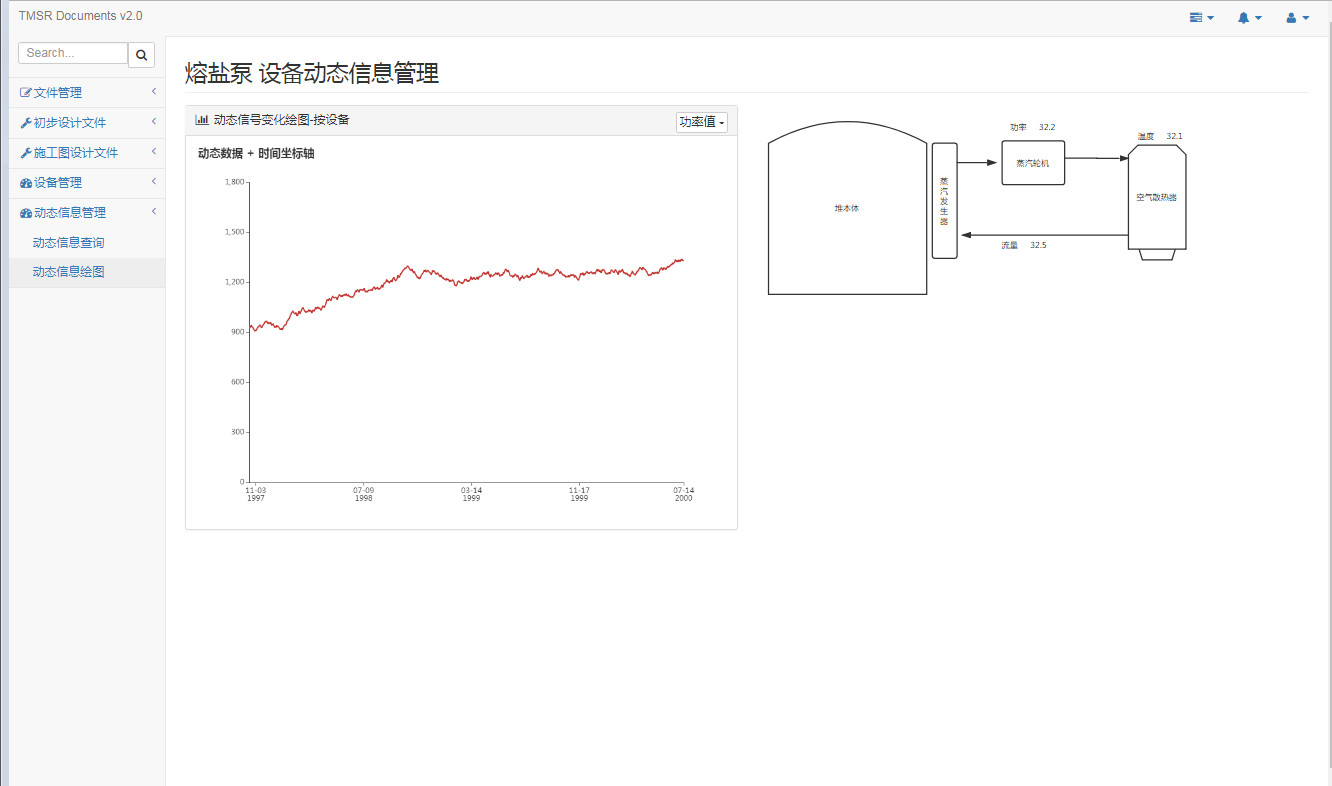 TMSR Documents v2.0
Search...
文件管理
初步设计文件
施工图设计文件
设备管理
动态信息管理
动态信息查询
动态信息绘图
熔盐泵 设备动态信息管理
动态信号变化绘图-按设备
功率值
动态数据 + 时间坐标轴
1,800
1,500
1,200
900
600
300
0
11-03
1997
07-09
1998
03-14
1999
11-17
1999
07-14
2000
堆本体
蒸汽发生器
功率 32.2
蒸汽轮机
温度 32.1
空气散热器
流量 32.5